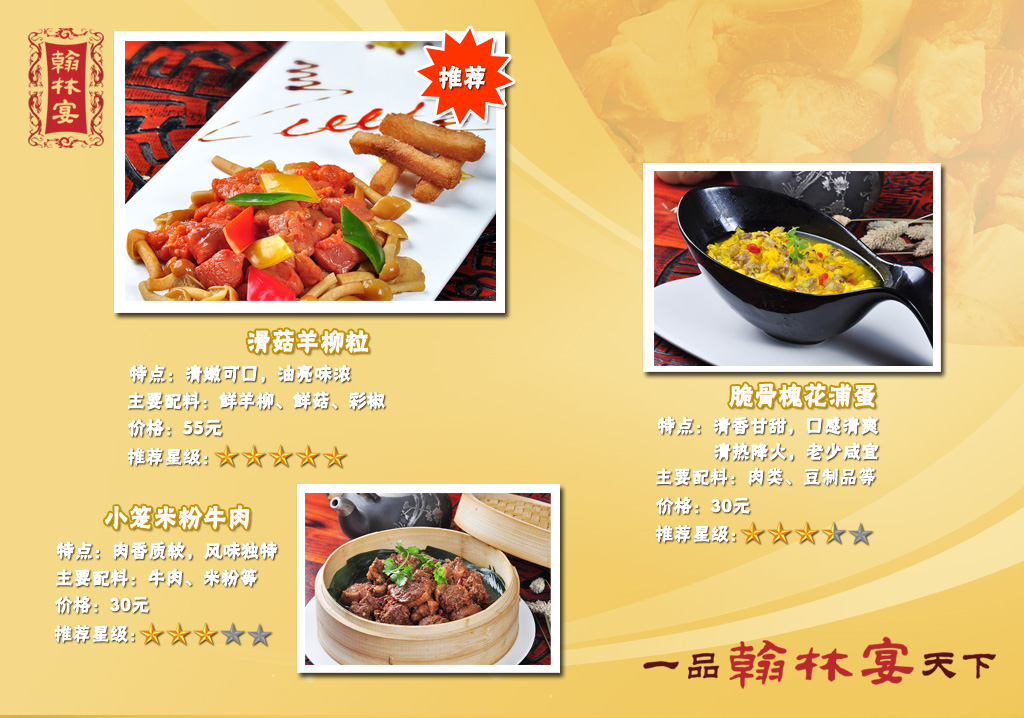 翰林宴
推荐
滑菇羊柳粒
特点：清嫩可口，油亮味浓
主要配料：鲜羊柳、鲜菇、彩椒
价格：55元
推荐星级：
脆骨槐花浦蛋
特点：清香甘甜，口感清爽
清热降火，老少咸宜
主要配料：肉类、豆制品等
价格：30元
推荐星级：
小笼米粉牛肉
特点：肉香质软，风味独特
主要配料：牛肉、米粉等
价格：30元
推荐星级：
一品翰林宴天下